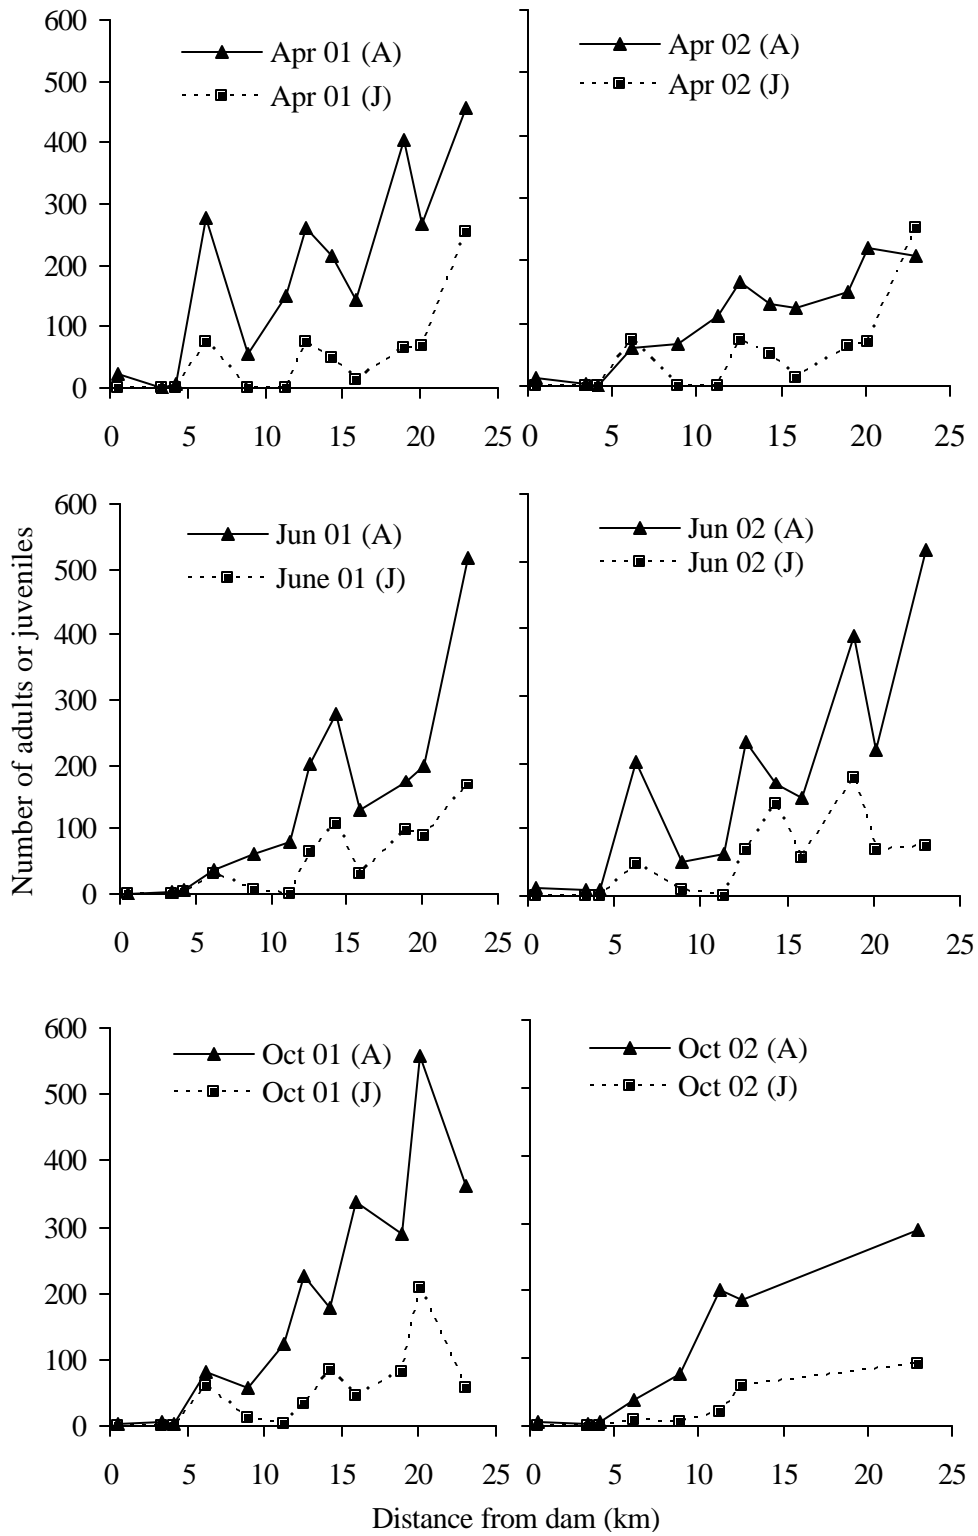 600
500
400
300
200
100
0
Apr 01 (A)
Apr 01 (J)
0 5 10 15 20 25
Apr 02 (A)
Apr 02 (J)
0 5 10 15 20 25
Number of adults or juveniles
600
500
400
300
200
100
0
Jun 01 (A)
June 01 (J)
0 5 10 15 20 25
Jun 02 (A)
Jun 02 (J)
0 5 10 15 20 25
600
500
400
300
200
100
0
Oct 01 (A)
Oct 01 (J)
0 5 10 15 20 25
Oct 02 (A)
Oct 02 (J)
0 5 10 15 20 25
Distance from dam (km)